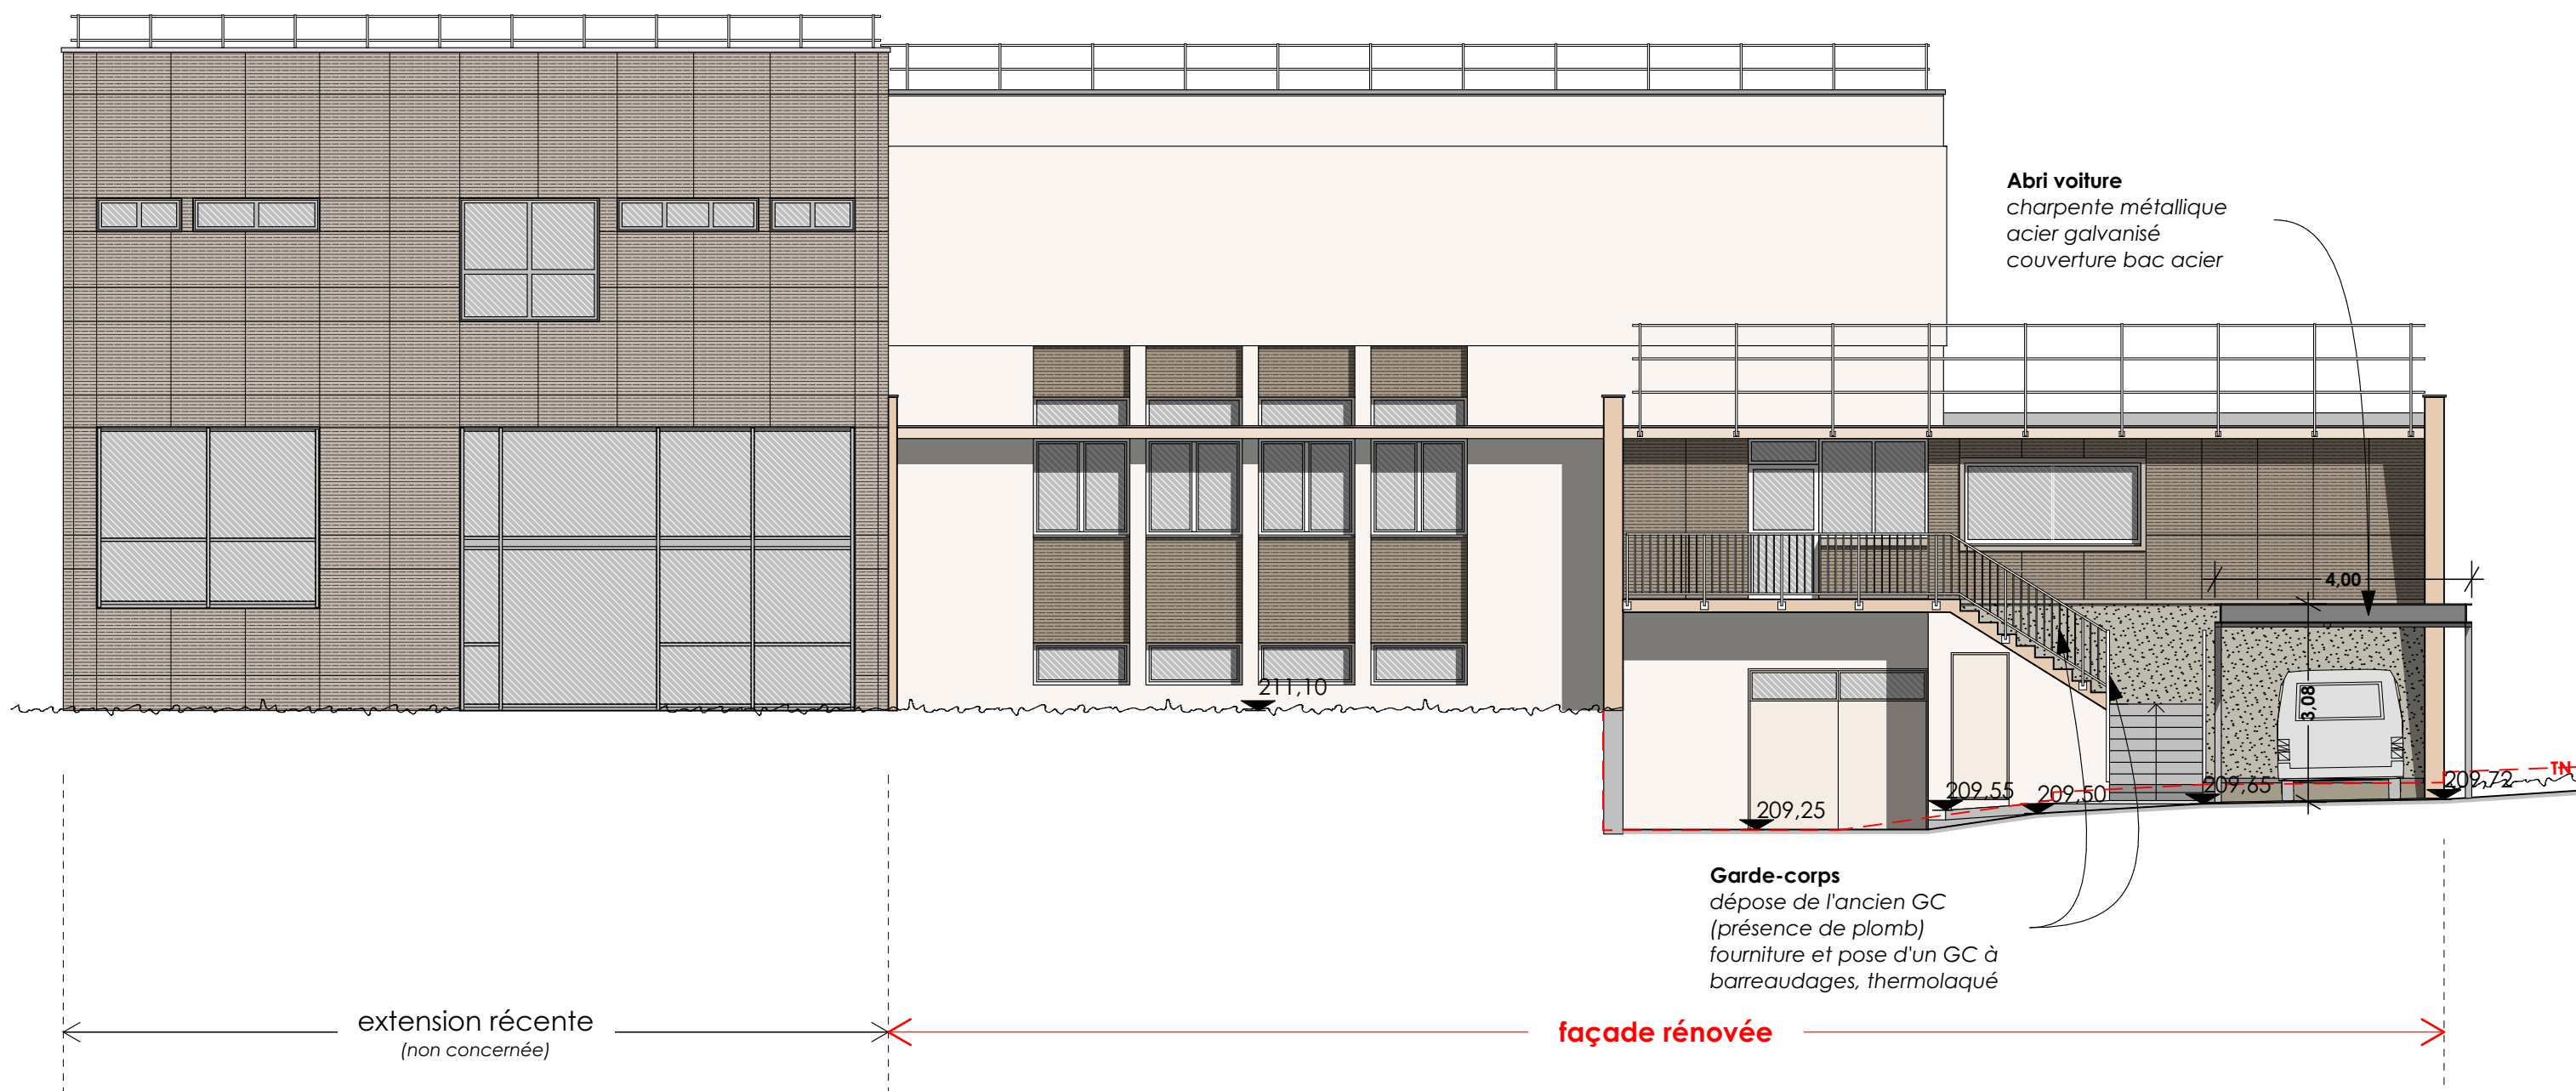 Abri voiture
charpente métallique
acier galvanisé
couverture bac acier
4,00
3,08
211,10
209,25
209,55
209,50
209,65
209,72
TN
Garde-corps
dépose de l'ancien GC
(présence de plomb)
fourniture et pose d'un GC à
barreaudages, thermolaqué
extension récente
(non concernée)
façade rénovée